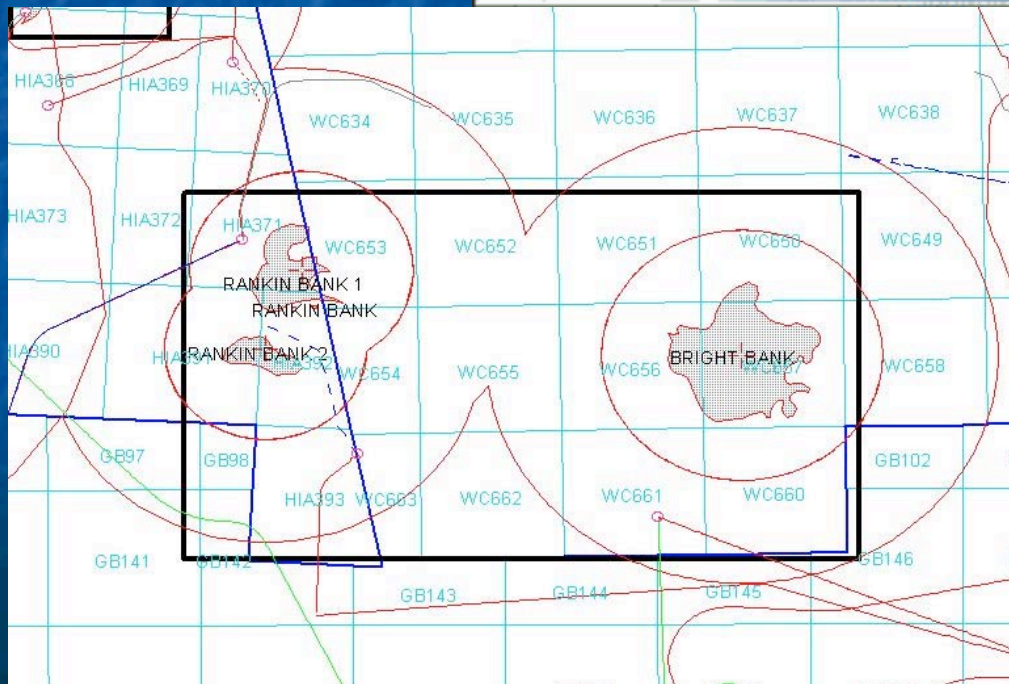 HIA368 HIA369 HIA370
WC634 WC635 WC636 WC637 WC638
HIA373 HIA372 HIA371 WC653 WC652 WC651 WC650 WC649
RANKIN BANK 1
RANKIN BANK
HIA390 HIA391 RANKIN BANK 2 HIA392 WC654 WC655 WC656 BRIGHT BANK WC657 WC658
GB97 GB98 HIA393 WC663 WC662 WC661 WC660 GB102
GB141 GB142 GB143 GB144 GB145 GB146